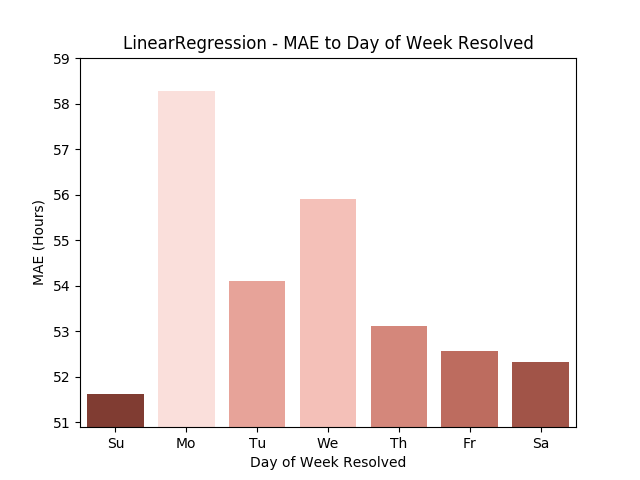 LinearRegression - MAE to Day of Week Resolved
59
58
57
56
55
54
53
52
51
MAE (Hours)
Su Mo Tu We Th Fr Sa
Day of Week Resolved